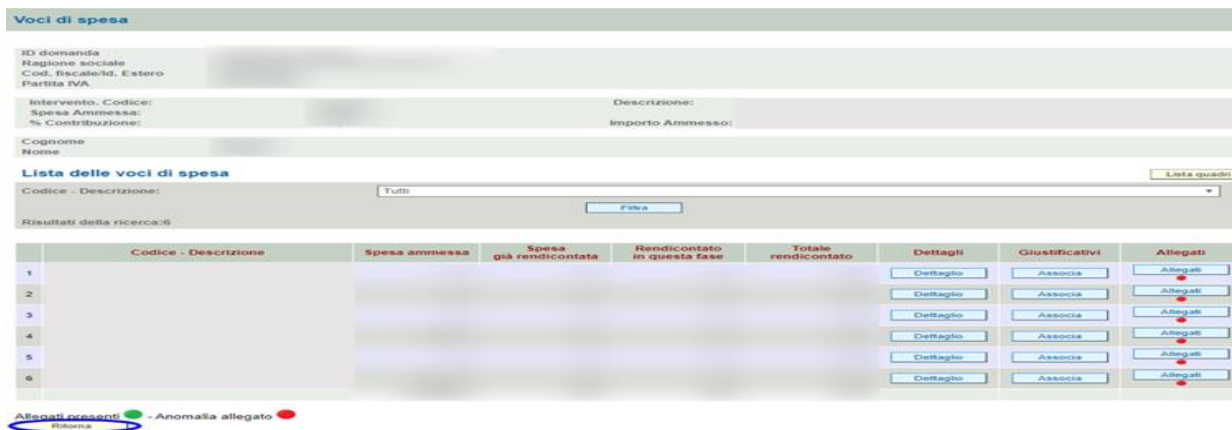 Voci di spesa
ID domanda
Ragione sociale
Cod. fiscale/Id. Estero
Partita IVA
Intervento. Codice: Descrizione:
Spesa Ammessa:
% Contribuzione: Importo Ammesso:
Cognome
Nome
Lista delle voci di spesa Lista quadri
Codice - Descrizione: Tutti
Filtra
Risultati della ricerca:6
Codice - Descrizione Spesa ammessa Spesa già rendicontata Rendicontato in questa fase Totale rendicontato Dettagli Giustificativi Allegati
1 Dettaglio Associa Allegati
2 Dettaglio Associa Allegati
3 Dettaglio Associa Allegati
4 Dettaglio Associa Allegati
5 Dettaglio Associa Allegati
6 Dettaglio Associa Allegati
Allegati presenti - Anomalia allegato
Ritorna